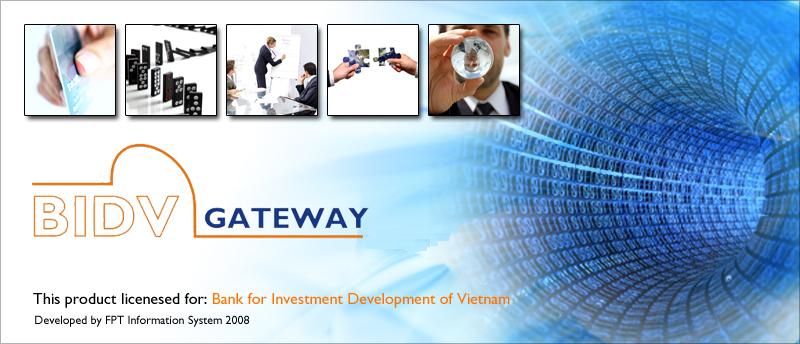 BIDV GATEWAY
This product licenesed for: Bank for Investment Development of Vietnam
Developed by FPT Information System 2008